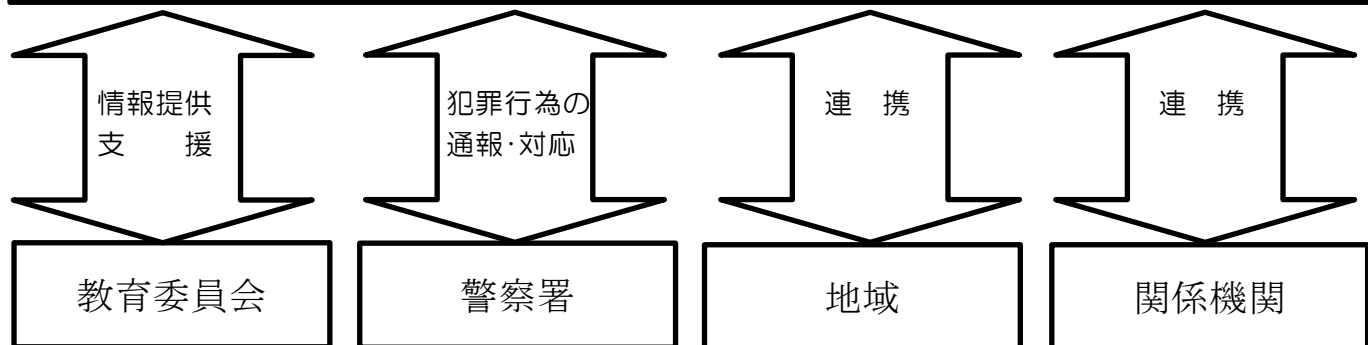 情報提供
支　　援
犯罪行為の
通報・対応
連　携
連　携
教育委員会
警察署
地域
関係機関